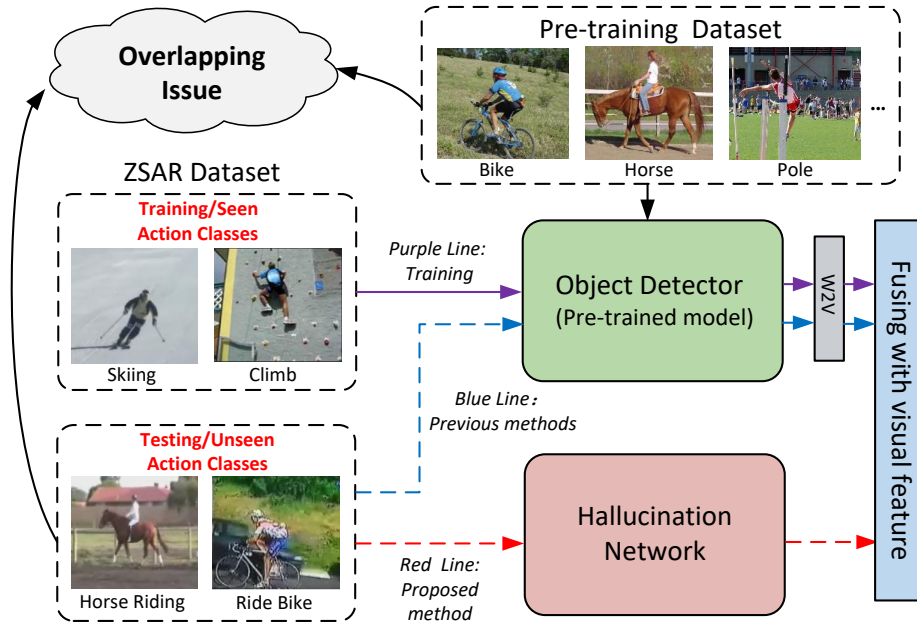 Overlapping
Issue
Pre-training Dataset
Bike
Horse
Pole
...
ZSAR Dataset
Training/Seen
Action Classes
Skiing
Climb
Purple Line:
Training
Object Detector
(Pre-trained model)
W2V
Fusing with visual feature
Blue Line:
Previous methods
Testing/Unseen
Action Classes
Horse Riding
Ride Bike
Red Line:
Proposed
method
Hallucination
Network